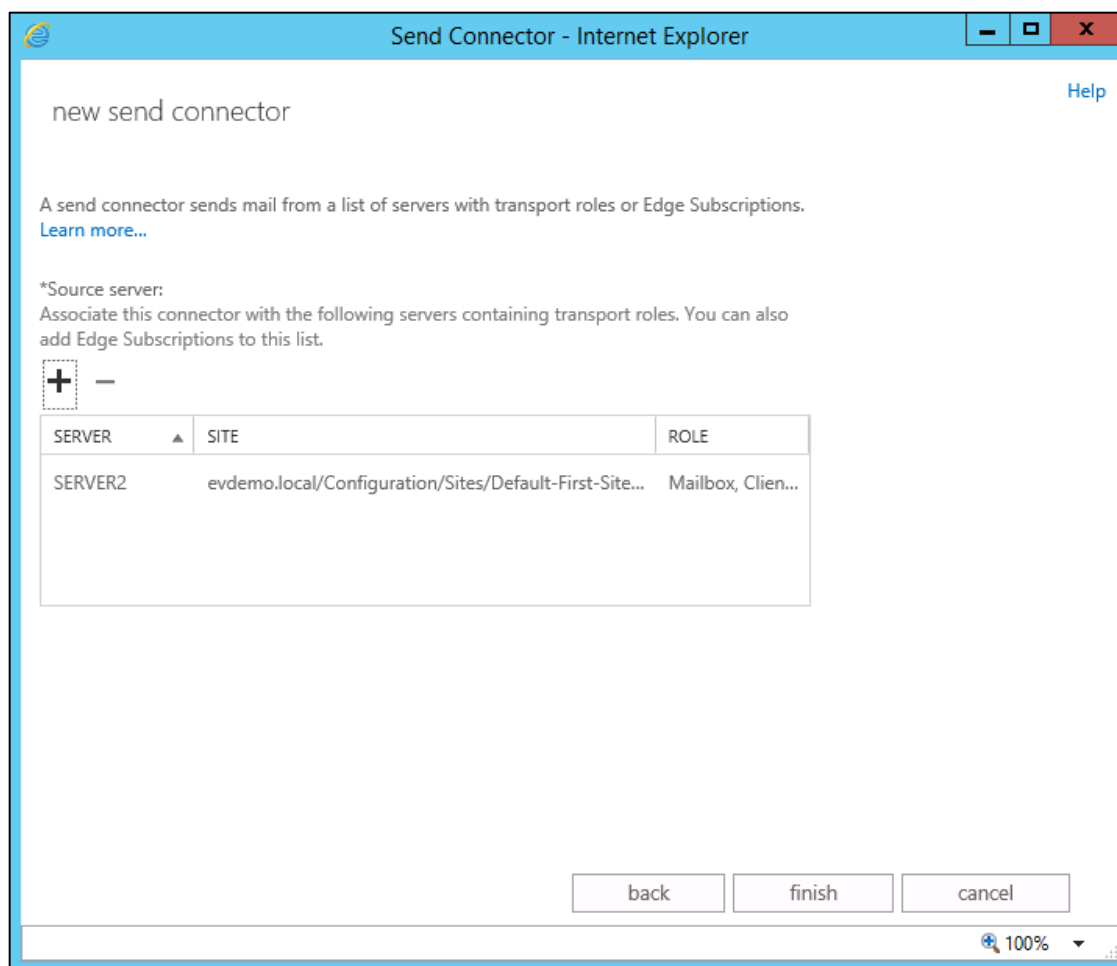 Send Connector - Internet Explorer
Help
new send connector
A send connector sends mail from a list of servers with transport roles or Edge Subscriptions.
Learn more...
*Source server:
Associate this connector with the following servers containing transport roles. You can also
add Edge Subscriptions to this list.
SERVER SITE ROLE
SERVER2 evdemo.local/Configuration/Sites/Default-First-Site... Mailbox, Clien...
back finish cancel
100%